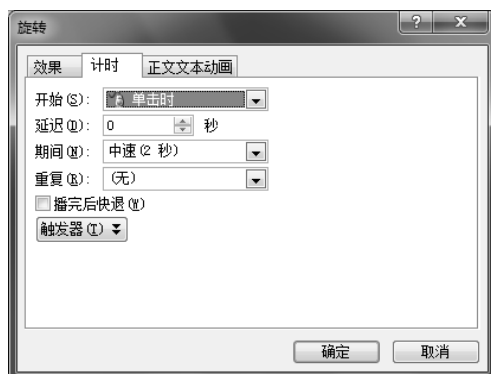 旋转
效果 计时 正文文本动画
开始(S): 单击时
延迟(D): 0 秒
期间(N): 中速(2 秒)
重复(R): (无)
播完后快退(W)
触发器(T)
确定 取消